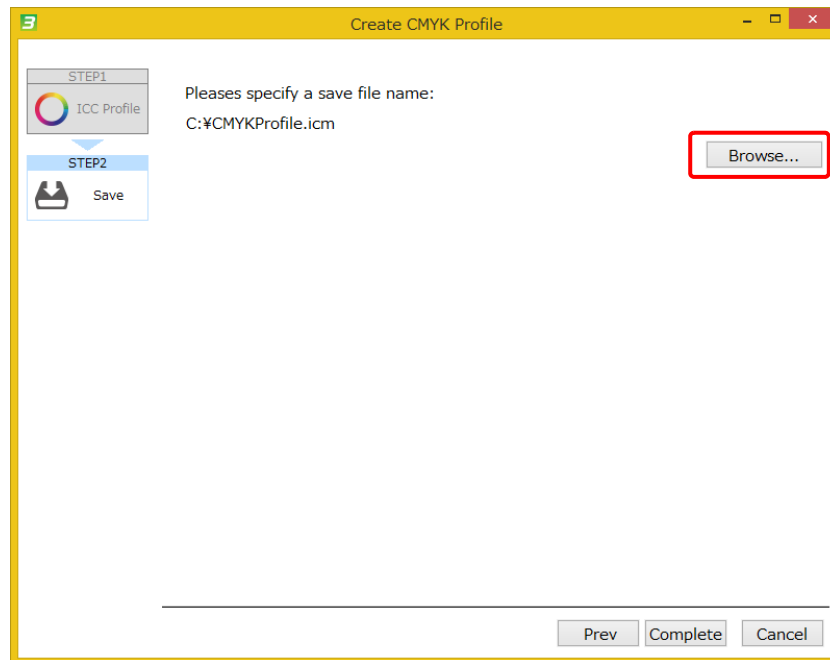 Create CMYK Profile
STEP1
ICC Profile
STEP2
Save
Pleases specify a save file name:
C:¥CMYKProfile.icm
Browse...
Prev Complete Cancel